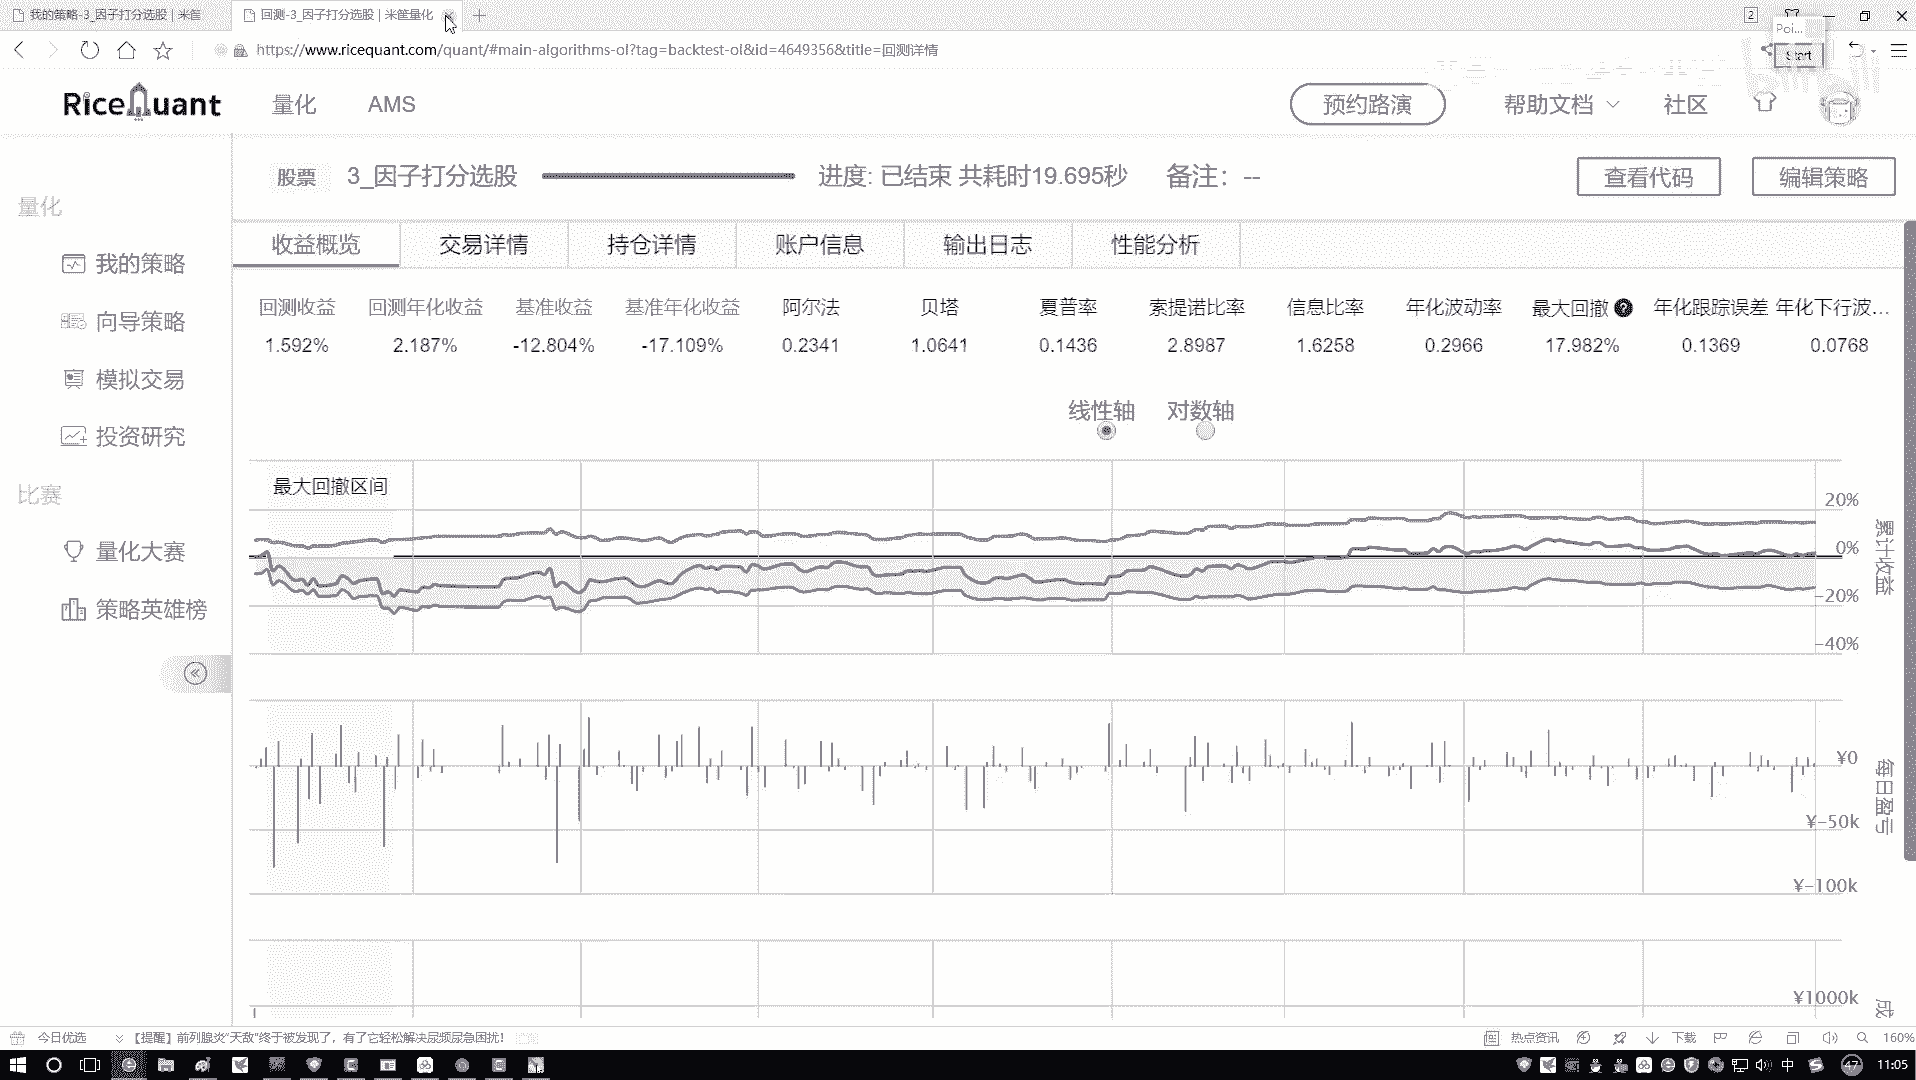 我的策略-3_因子打分选股 | 米筐
回测-3_因子打分选股 | 米筐量化
2
Poi...
Start
https://www.ricequant.com/quant/#main-algorithms-ol?tag=backtest-ol&id=4649356&title=回测详情
bilibili
RiceQuant
量化
AMS
预约路演
帮助文档
社区
量化
我的策略
向导策略
模拟交易
投资研究
比赛
量化大赛
策略英雄榜
股票
3_因子打分选股
进度: 已结束 共耗时19.695秒
备注: --
查看代码
编辑策略
收益概览
交易详情
持仓详情
账户信息
输出日志
性能分析
回测收益 回测年化收益 基准收益 基准年化收益 阿尔法 贝塔 夏普率 索提诺比率 信息比率 年化波动率 最大回撤 年化跟踪误差 年化下行波...
1.592% 2.187% -12.804% -17.109% 0.2341 1.0641 0.1436 2.8987 1.6258 0.2966 17.982% 0.1369 0.0768
线性轴 对数轴
最大回撤区间
20%
0%
-20%
-40%
累计收益
¥0
¥-50k
¥-100k
每日盈亏
¥1000k
成
今日优选
【提醒】前列腺炎“天敌”终于被发现了，有了它轻松解决尿频尿急困扰！
热点资讯
下载
160%
中
47
11:05